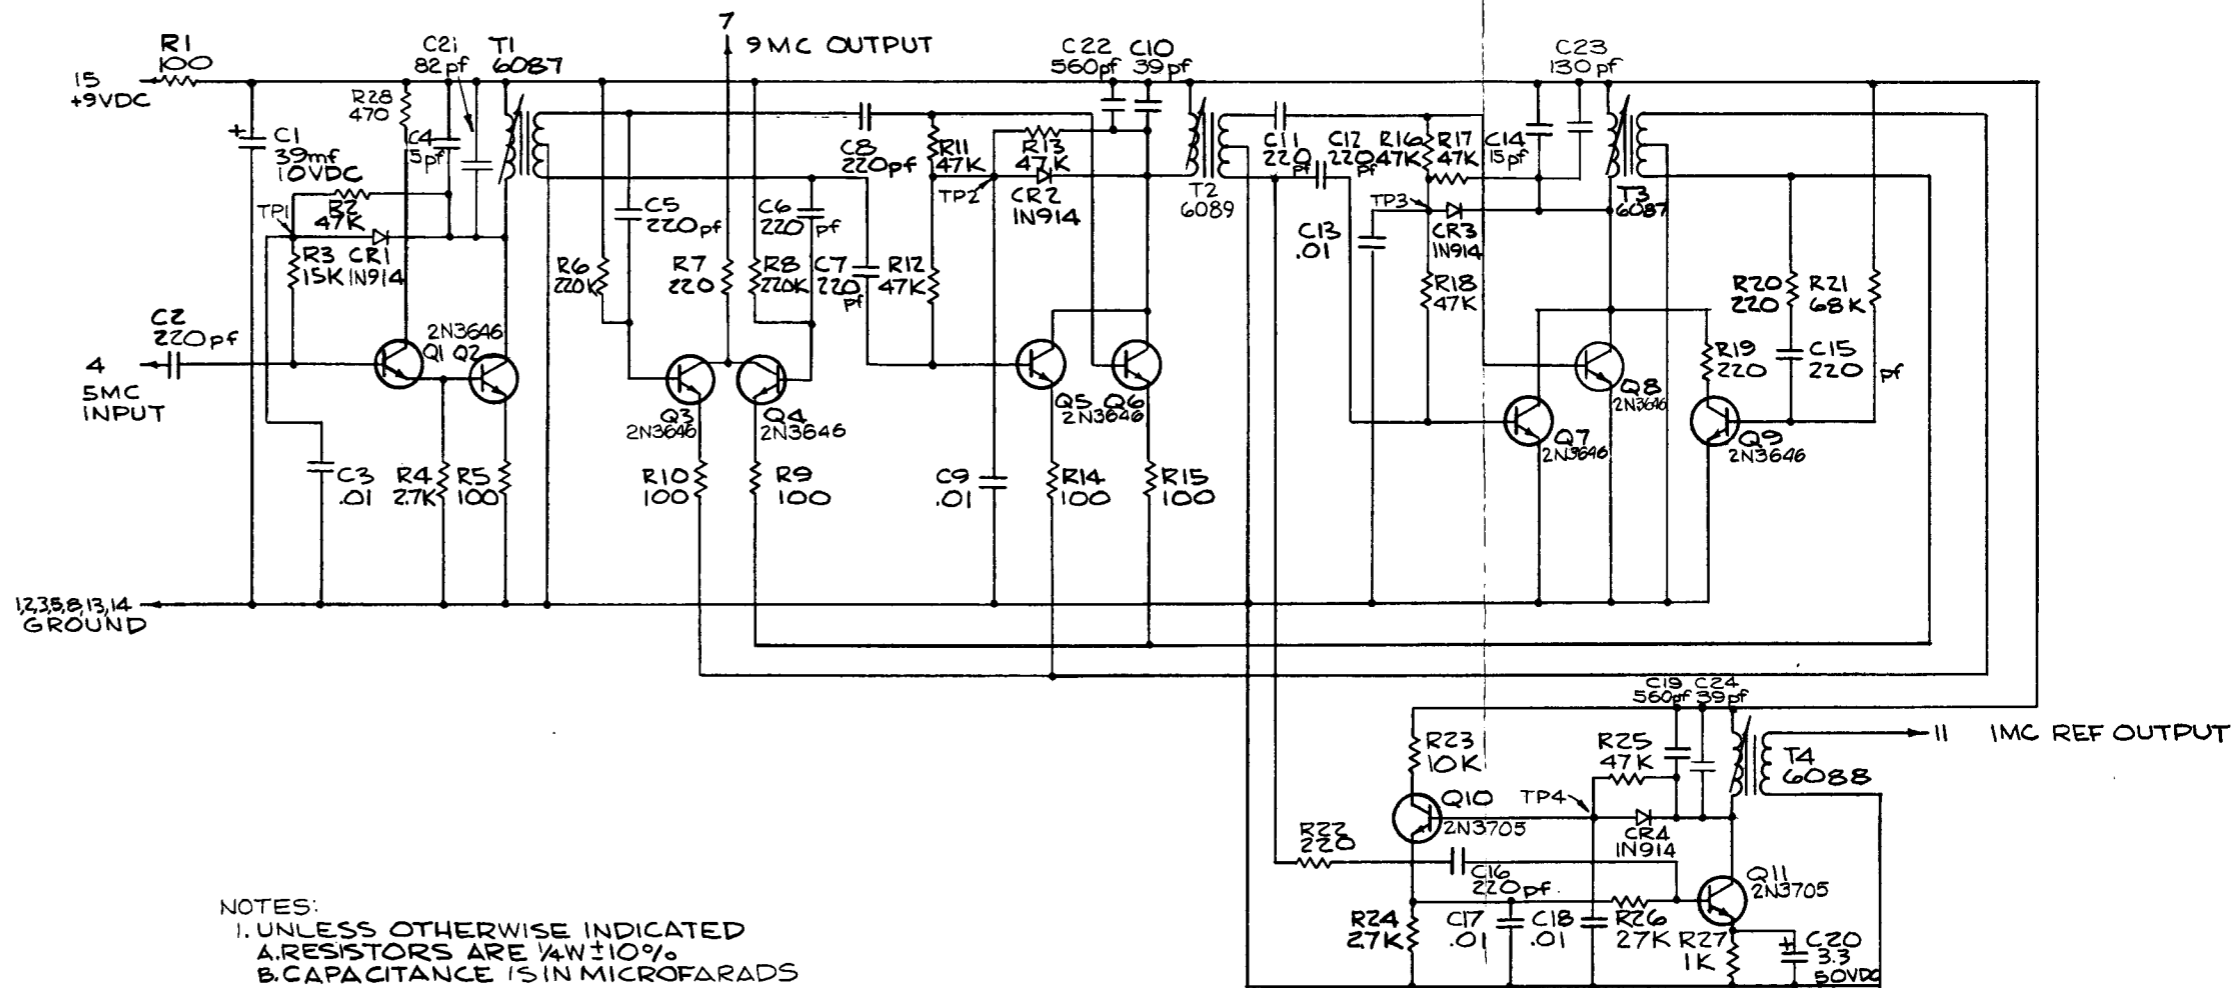 7
9MC OUTPUT
R1
100
15
+9VDC
C1
39mf
10VDC
R28
470
C21
82pf
T1
6087
C4
5pf
TP1
R2
47K
R3
15K
CR1
1N914
C2
220pf
4
5MC
INPUT
2N3646
Q1 Q2
C3
.01
R4
2.7K
R5
100
1,2,3,5,8,13,14
GROUND
C5
220pf
C6
220pf
R6
220K
R7
220
R8
220K
C7
220
pf
Q3
2N3646
Q4
2N3646
R10
100
R9
100
C8
220pf
R11
47K
R12
47K
TP2
R13
47K
CR2
1N914
C22
560pf
C10
39pf
T2
6089
Q5 Q6
2N3646
C9
.01
R14
100
R15
100
C11
220
pf
C12
220
pf
R16
47K
R17
47K
TP3
C13
.01
R18
47K
CR3
1N914
C14
15pf
C23
130pf
T3
6087
Q8
2N3646
Q7
2N3646
R19
220
Q9
2N3646
R20
220
R21
68K
C15
220 pf
C19
560pf
C24
39pf
R23
10K
R25
47K
T4
6088
11 1MC REF OUTPUT
Q10
2N3705
TP4
CR4
1N914
R22
220
C16
220pf
Q11
2N3705
R24
27K
C17
.01
C18
.01
R26
27K
R27
1K
C20
3.3
50VDC
NOTES:
1. UNLESS OTHERWISE INDICATED
A. RESISTORS ARE 1/4W±10%
B. CAPACITANCE IS IN MICROFARADS